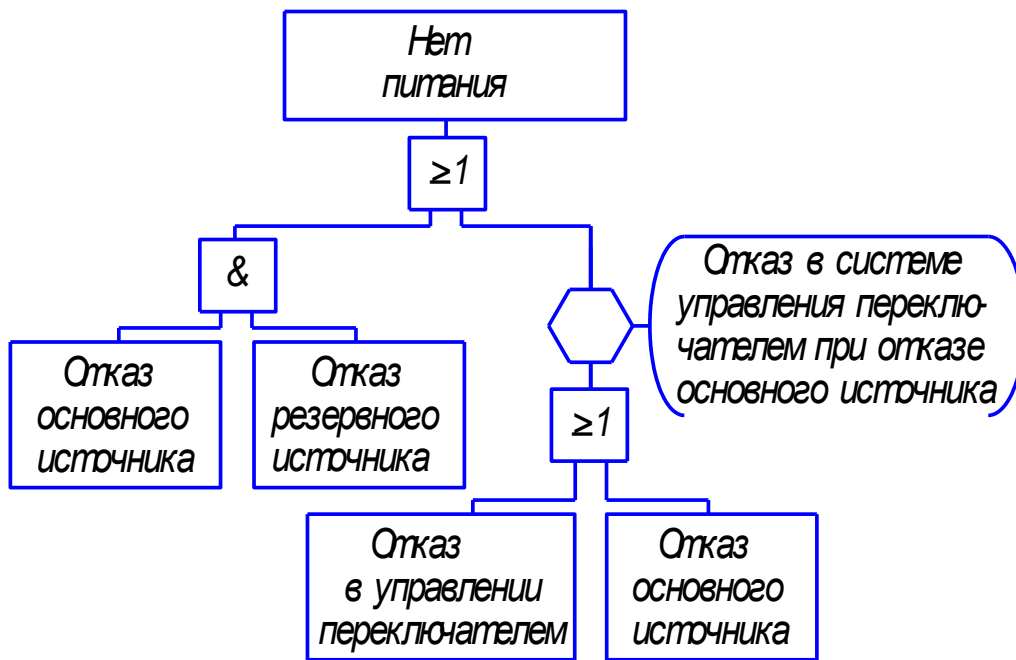 Нет
питания
≥1
&
Отказ в системе
управления переклю-
чателем при отказе
основного источника
Отказ
основного
источника
Отказ
резервного
источника
≥1
Отказ
в управлении
переключателем
Отказ
основного
источника